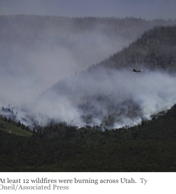 At least 12 wildfires were burning across Utah. Ty
Oneil/Associated Press